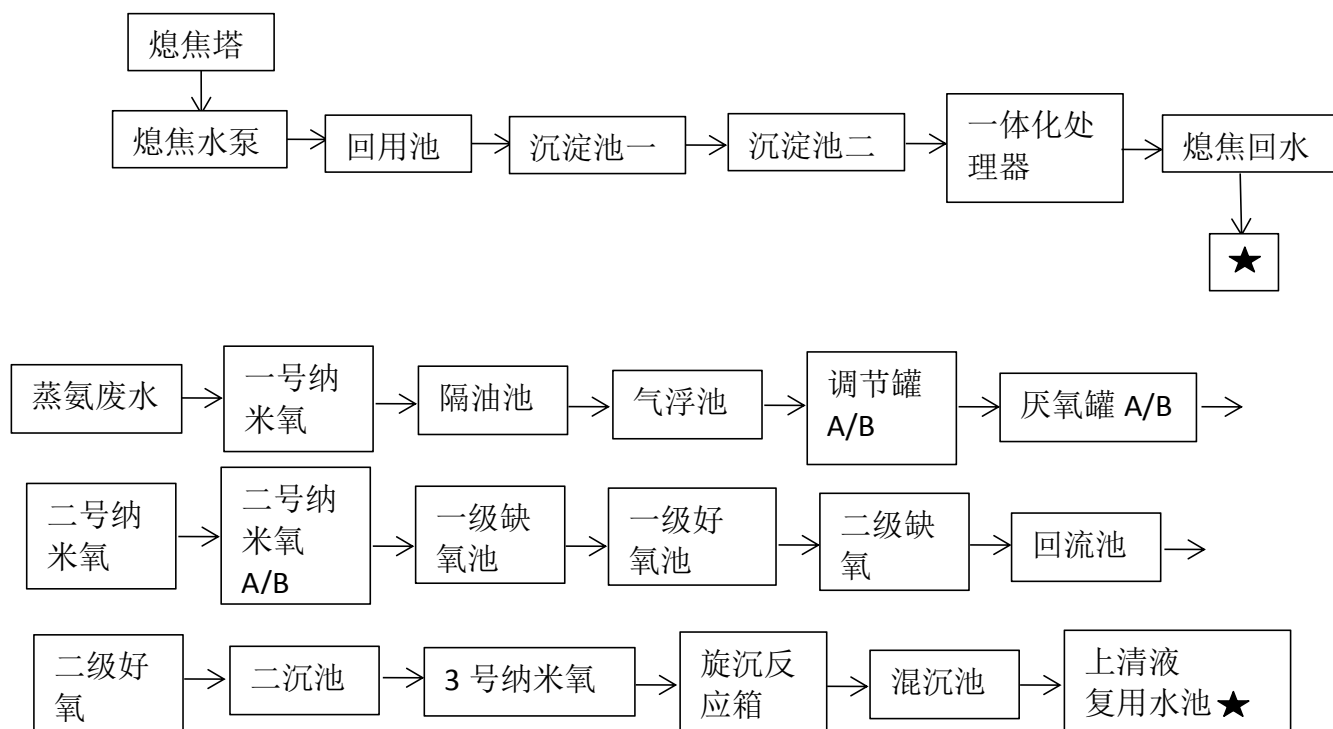 熄焦塔
熄焦水泵
回用池
沉淀池一
沉淀池二
一体化处
理器
熄焦回水
★
蒸氨废水
一号纳
米氧
隔油池
气浮池
调节罐
A/B
厌氧罐 A/B
二号纳
米氧
二号纳
米氧
A/B
一级缺
氧池
一级好
氧池
二级缺
氧
回流池
二级好
氧
二沉池
3 号纳米氧
旋沉反
应箱
混沉池
上清液
复用水池★